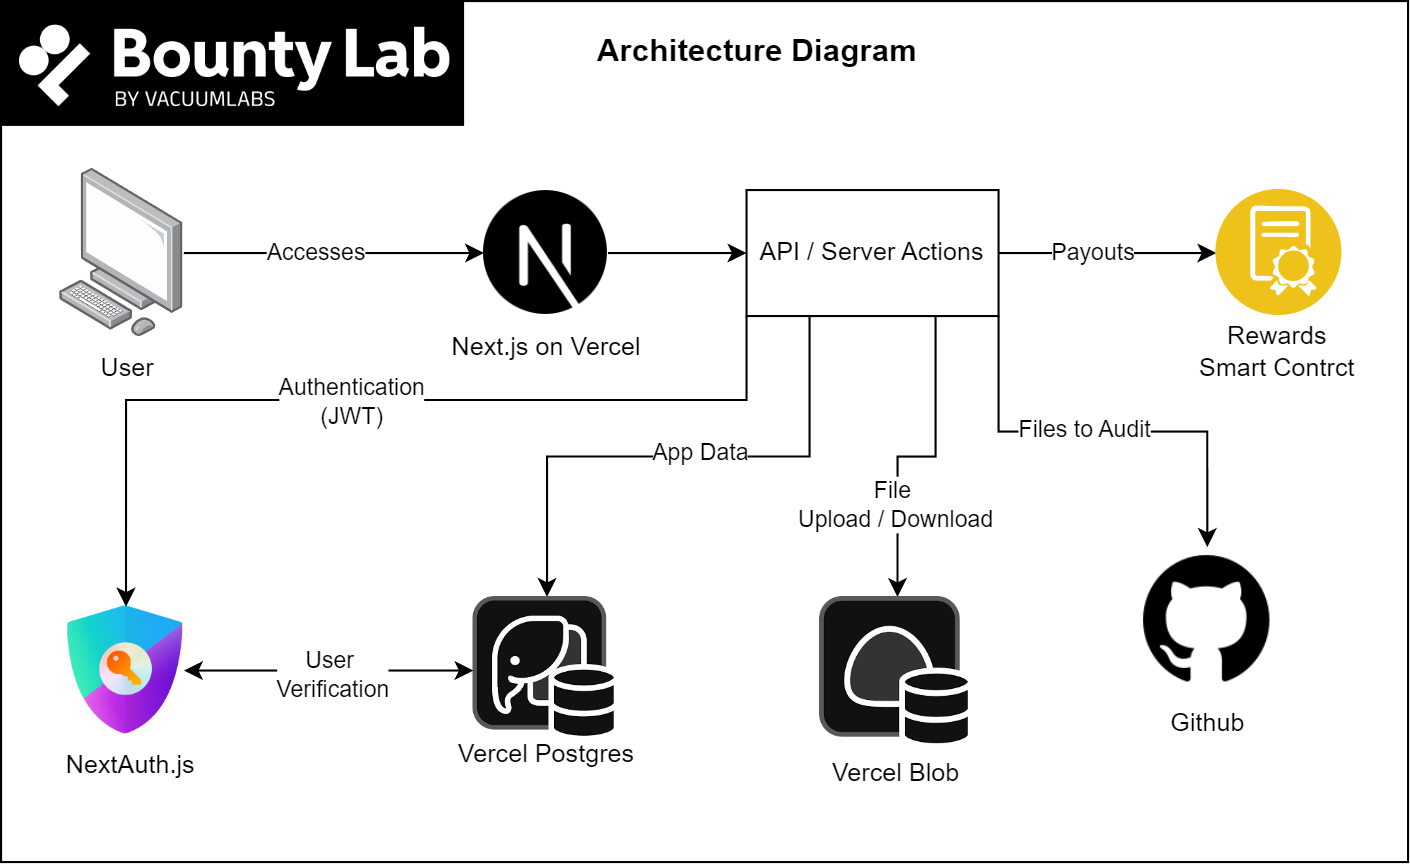 Bounty Lab
BY VACUUMLABS
Architecture Diagram
Accesses
API / Server Actions
Payouts
User
Next.js on Vercel
Rewards
Smart Contrct
Authentication
(JWT)
App Data
Files to Audit
File
Upload / Download
User
Verification
NextAuth.js
Vercel Postgres
Vercel Blob
Github